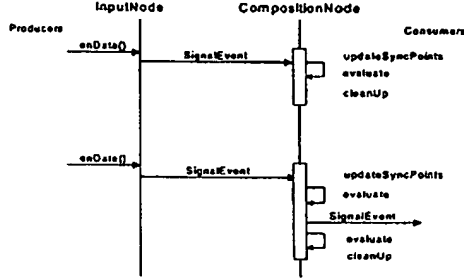 InputNode
CompositionNode
Producers
Consumers
onData()
SignalEvent
updateSyncPoints
evaluate
cleanUp
onData()
SignalEvent
updateSyncPoints
evaluate
SignalEvent
evaluate
cleanUp